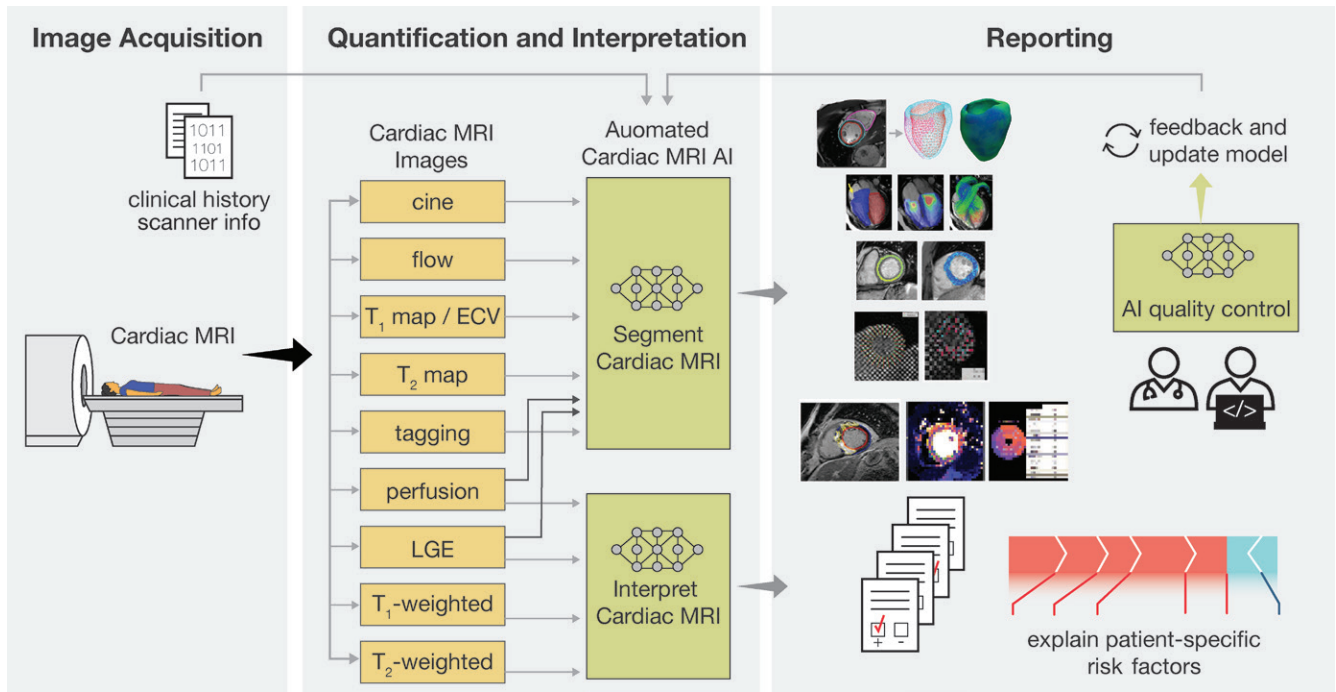 Image Acquisition
Quantification and Interpretation
Reporting
1011
1101
1011
clinical history
scanner info
Cardiac MRI
Cardiac MRI
Images
cine
flow
T₁ map / ECV
T₂ map
tagging
perfusion
LGE
T₁-weighted
T₂-weighted
Auomated
Cardiac MRI AI
Segment
Cardiac MRI
Interpret
Cardiac MRI
+ -
feedback and
update model
AI quality control
</>
explain patient-specific
risk factors